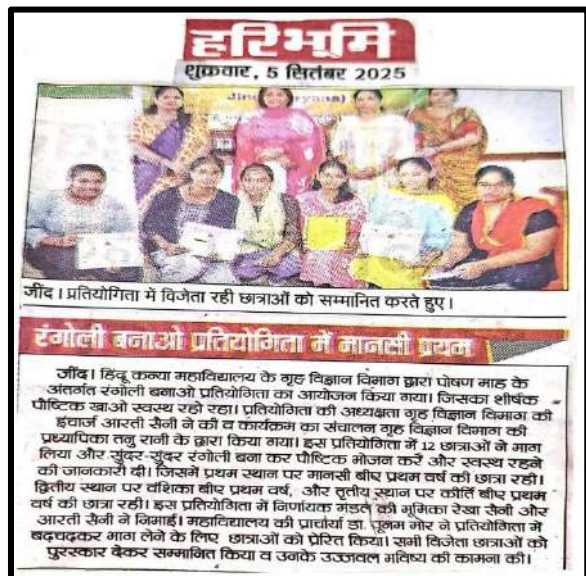 हरिभूमि
शुक्रवार, 5 सितंबर 2025
जींद। प्रतियोगिता में विजेता रही छात्राओं को सम्मानित करते हुए।
रंगोली बनाओ प्रतियोगिता में मानसी प्रथम
जींद। हिंदू कन्या महाविद्यालय के गृह विज्ञान विभाग द्वारा पोषण माह के
अंतर्गत रंगोली बनाओ प्रतियोगिता का आयोजन किया गया। जिसका शीर्षक
पौष्टिक खाओ स्वस्थ रहो रहा। प्रतियोगिता की अध्यक्षता गृह विज्ञान विभाग की
इंचार्ज आरती सैनी ने की व कार्यक्रम का संचालन गृह विज्ञान विभाग की
प्रध्यापिका तनु रानी के द्वारा किया गया। इस प्रतियोगिता में 12 छात्राओं ने भाग
लिया और सुंदर-सुंदर रंगोली बना कर पौष्टिक भोजन करें और स्वस्थ रहने
की जानकारी दी। जिसमें प्रथम स्थान पर मानसी बीए प्रथम वर्ष की छात्रा रही।
द्वितीय स्थान पर वंशिका बीए प्रथम वर्ष, और तृतीय स्थान पर कीर्ति बीए प्रथम
वर्ष की छात्रा रही। इस प्रतियोगिता में निर्णायक मंडल की भूमिका रेखा सैनी और
आरती सैनी ने निभाई। महाविद्यालय की प्राचार्या डा. पूनम मोर ने प्रतियोगिता में
बढ़चढ़कर भाग लेने के लिए छात्राओं को प्रेरित किया। सभी विजेता छात्राओं को
पुरस्कार देकर सम्मानित किया व उनके उज्जवल भविष्य की कामना की।